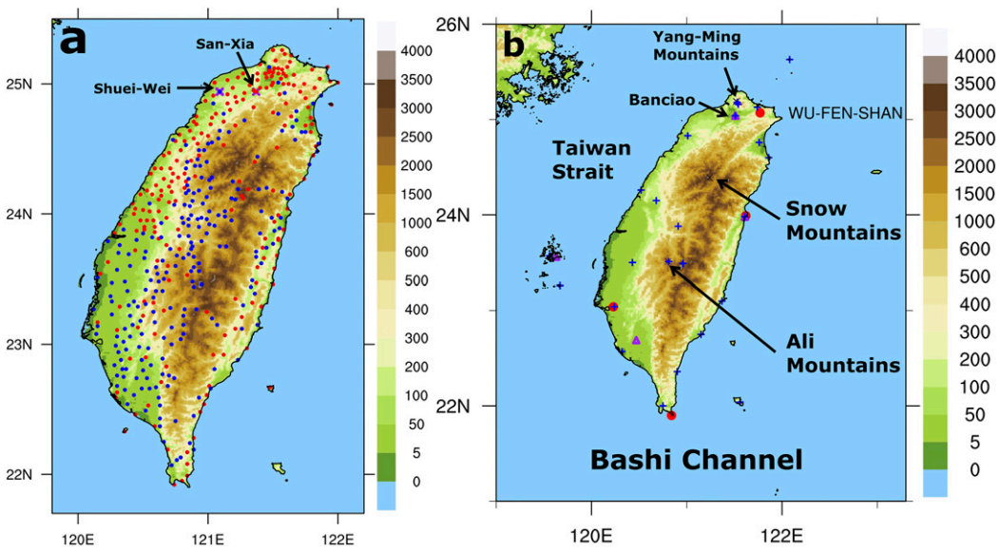 a
San-Xia
Shuei-Wei
25N
24N
23N
22N
120E
121E
122E
4000
3500
3000
2500
2000
1500
1000
600
500
400
300
200
100
50
5
0
b
Yang-Ming
Mountains
Banciao
WU-FEN-SHAN
Taiwan
Strait
Snow
Mountains
Ali
Mountains
Bashi Channel
26N
24N
22N
120E
122E
4000
3500
3000
2500
2000
1500
1000
600
500
400
300
200
100
50
5
0